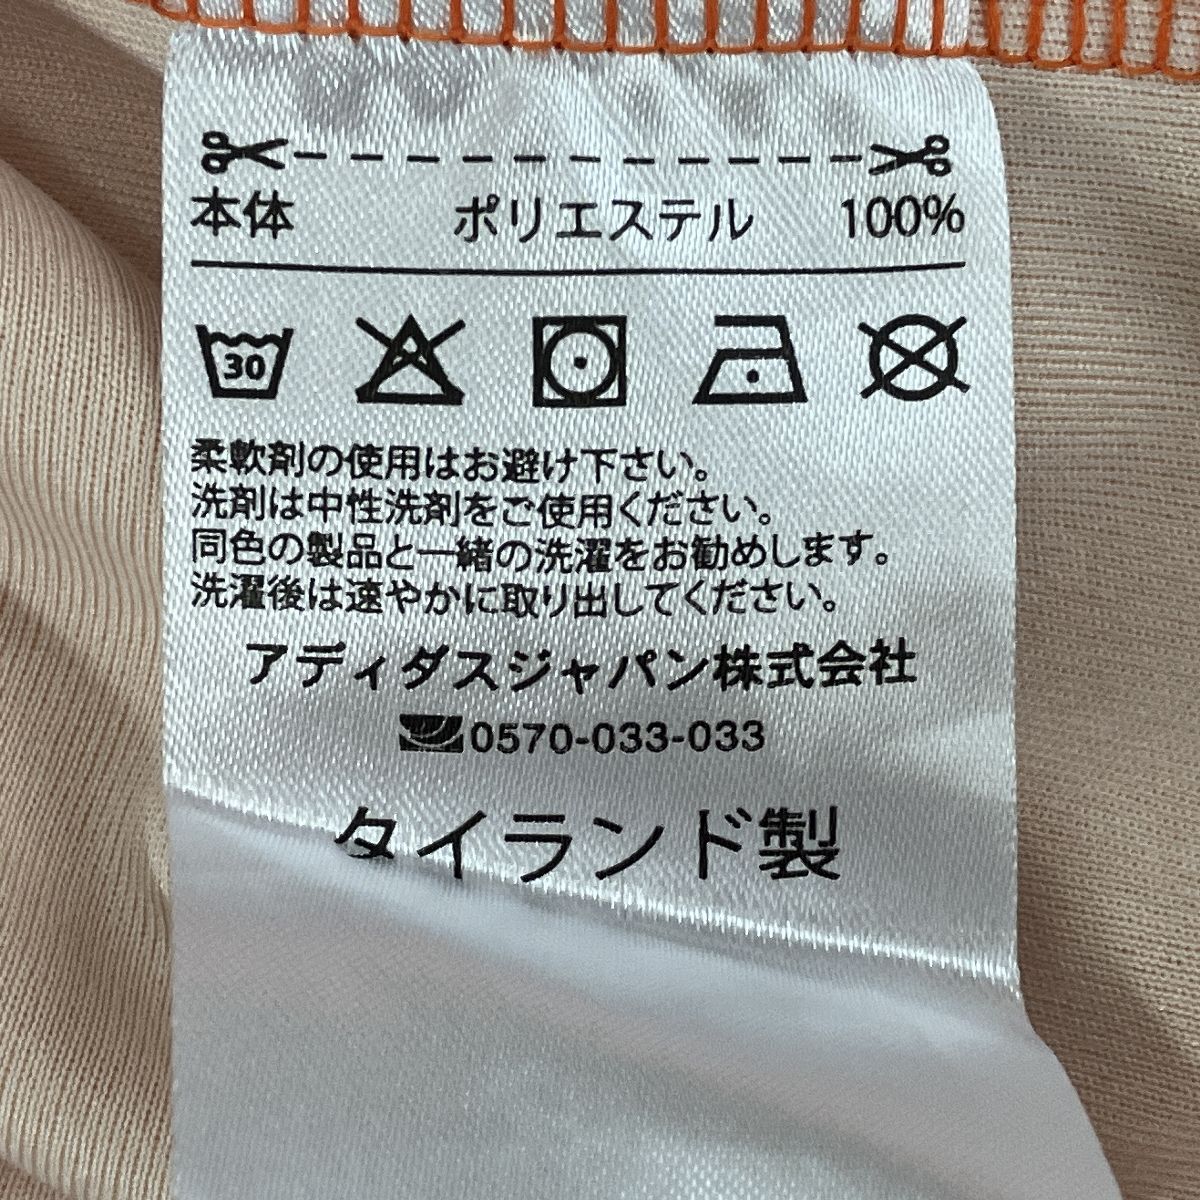 本体 ポリエステル 100%
30
柔軟剤の使用はお避け下さい。
洗剤は中性洗剤をご使用ください。
同色の製品と一緒の洗濯をお勧めします。
洗濯後は速やかに取り出してください。
アディダスジャパン株式会社
0570-033-033
タイランド製